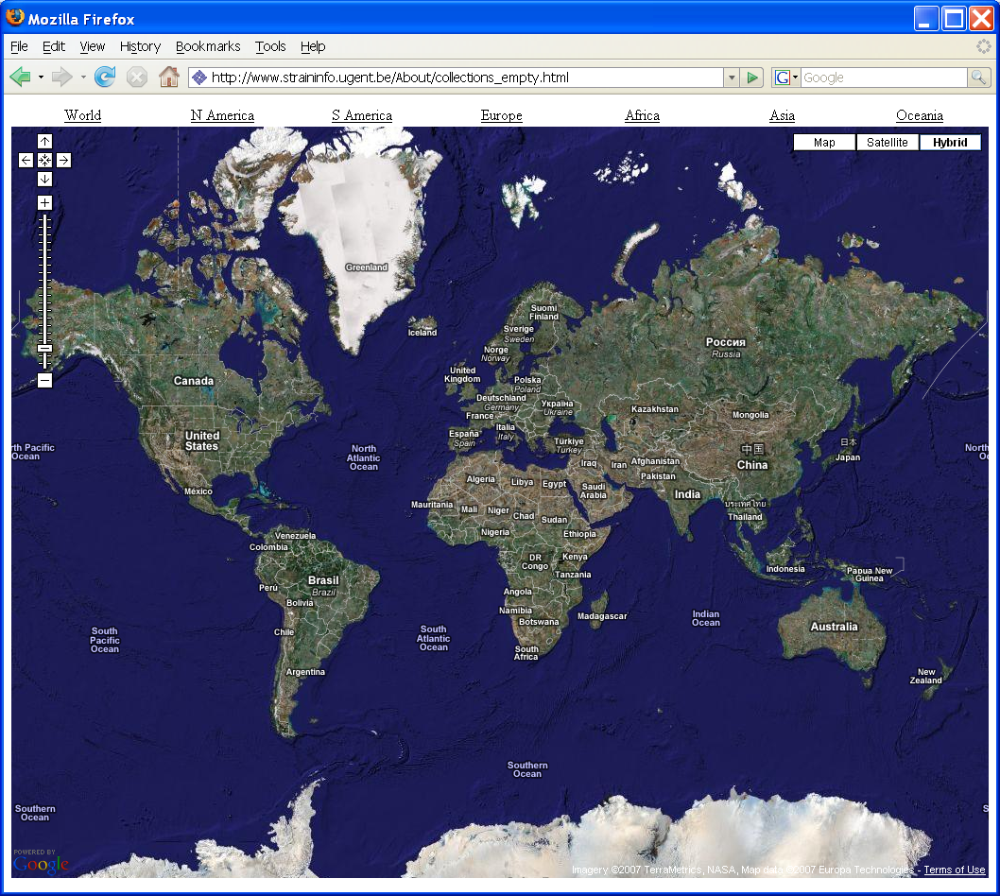 Mozilla Firefox
File Edit View History Bookmarks Tools Help
http://www.straininfo.ugent.be/About/collections_empty.html
G
Google
World N America S America Europe Africa Asia Oceania
Map Satellite Hybrid
Greenland
Iceland
Suomi
Finland
Sverige
Sweden
Norge
Norway
Россия
Russia
Canada
United
Kingdom
Polska
Poland
Deutschland
Germany
Україна
Ukraine
France
Italia
Italy
España
Spain
Türkiye
Turkey
Kazakhstan
Mongolia
United
States
North
Atlantic
Ocean
rth Pacific
Ocean
中国
China
日本
Japan
North
Oc
Iraq
Iran
Afghanistan
Pakistan
México
Algeria
Libya
Egypt
Saudi
Arabia
India
Mauritania
Mali
Niger
Chad
Sudan
ประเทศไทย
Thailand
Nigeria
Ethiopia
Venezuela
Colombia
DR
Congo
Kenya
Tanzania
Indonesia
Papua New
Guinea
Perú
Brasil
Brazil
Bolivia
Angola
Namibia
Botswana
Madagascar
Indian
Ocean
Australia
South
Pacific
Ocean
Chile
South
Atlantic
Ocean
South
Africa
Argentina
New
Zealand
Southern
Ocean
Southern
Ocean
S
POWERED BY
Google
Imagery ©2007 TerraMetrics, NASA, Map data ©2007 Europa Technologies - Terms of Use